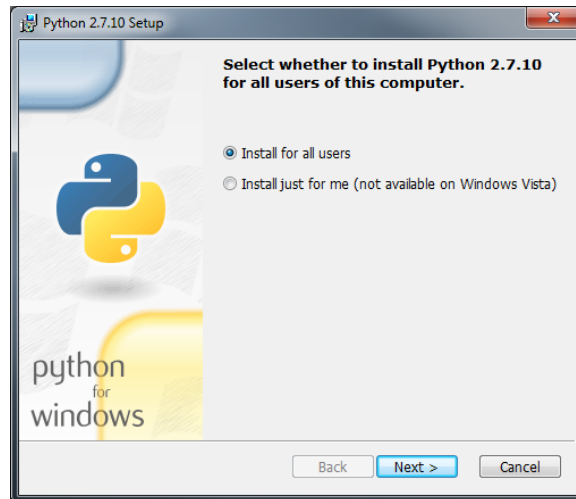 Python 2.7.10 Setup
Select whether to install Python 2.7.10
for all users of this computer.
Install for all users
Install just for me (not available on Windows Vista)
python
for
windows
Back
Next >
Cancel